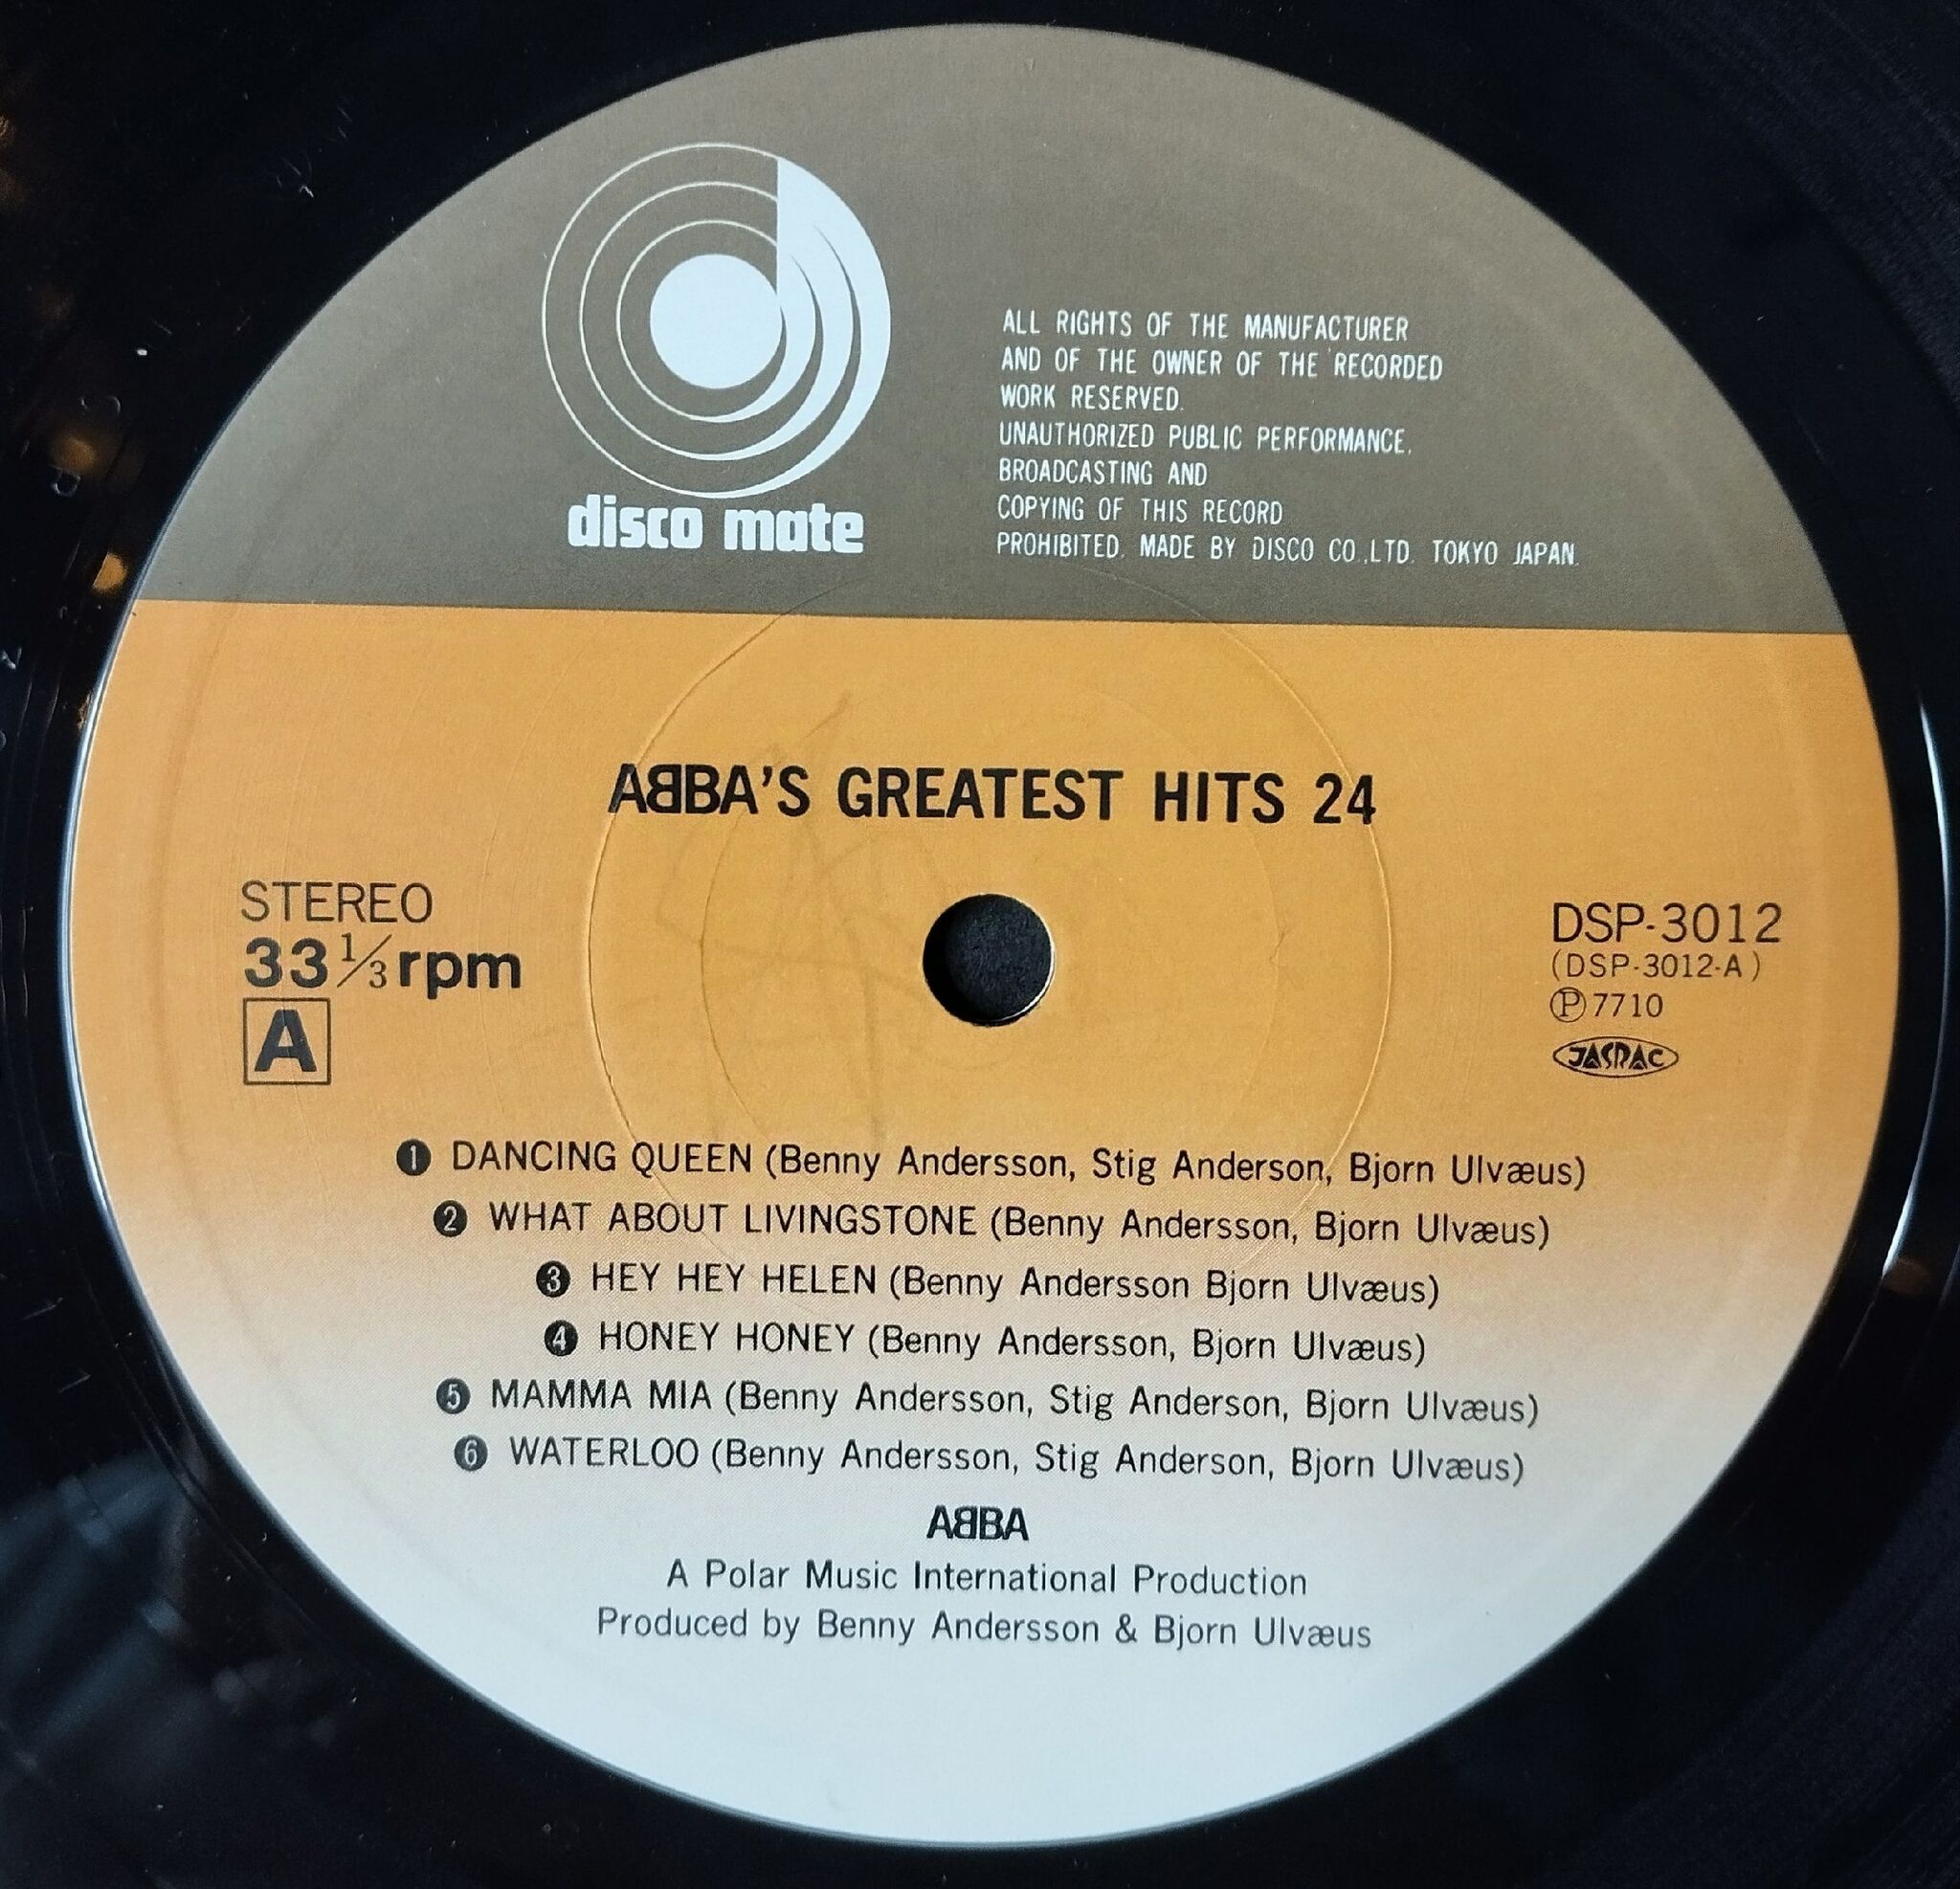 disco mate
ALL RIGHTS OF THE MANUFACTURER
AND OF THE OWNER OF THE RECORDED
WORK RESERVED.
UNAUTHORIZED PUBLIC PERFORMANCE,
BROADCASTING AND
COPYING OF THIS RECORD
PROHIBITED. MADE BY DISCO CO.,LTD. TOKYO JAPAN.
ABBA'S GREATEST HITS 24
STEREO
33 1/3 rpm
A
DSP-3012
(DSP-3012-A)
Ⓟ7710
JASRAC
❶ DANCING QUEEN (Benny Andersson, Stig Anderson, Bjorn Ulvæus)
❷ WHAT ABOUT LIVINGSTONE (Benny Andersson, Bjorn Ulvæus)
❸ HEY HEY HELEN (Benny Andersson Bjorn Ulvæus)
❹ HONEY HONEY (Benny Andersson, Bjorn Ulvæus)
❺ MAMMA MIA (Benny Andersson, Stig Anderson, Bjorn Ulvæus)
❻ WATERLOO (Benny Andersson, Stig Anderson, Bjorn Ulvæus)
ABBA
A Polar Music International Production
Produced by Benny Andersson & Bjorn Ulvæus